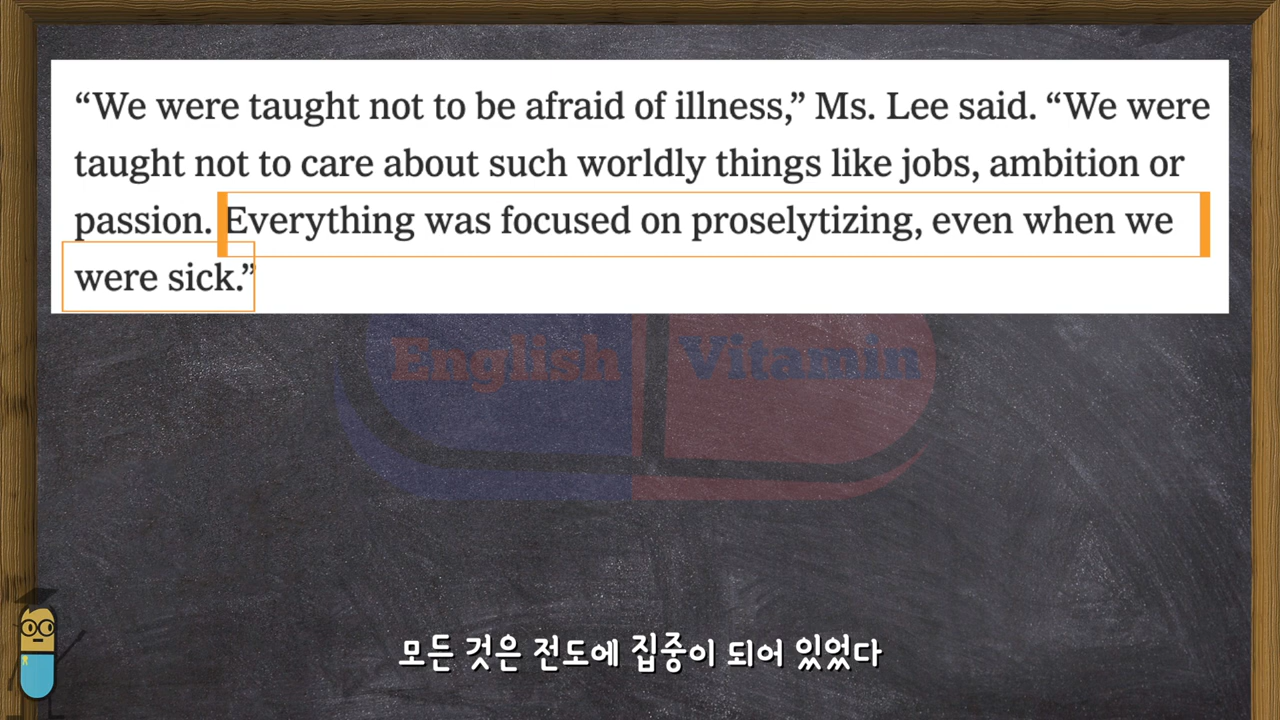 “We were taught not to be afraid of illness,” Ms. Lee said. “We were
taught not to care about such worldly things like jobs, ambition or
passion. Everything was focused on proselytizing, even when we
were sick.”
English Vitamin
모든 것은 전도에 집중이 되어 있었다